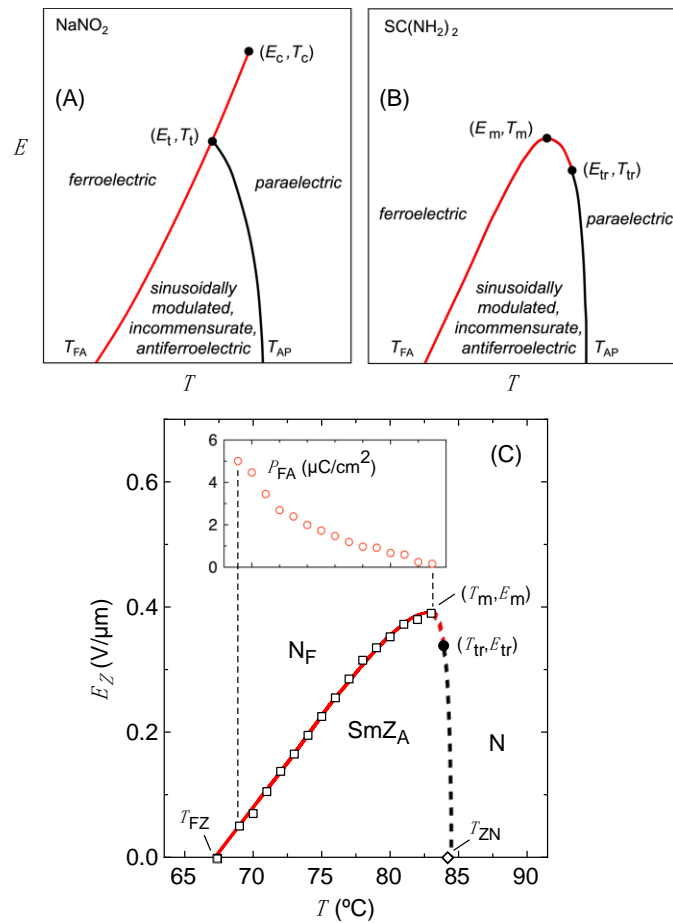 NaNO2
SC(NH2)2
(A)
(Ec,Tc)
(Et,Tt)
E
ferroelectric
paraelectric
sinusoidally
modulated,
incommensurate,
antiferroelectric
TFA
TAP
T
(B)
(Em,Tm)
(Etr,Ttr)
ferroelectric
paraelectric
sinusoidally
modulated,
incommensurate,
antiferroelectric
TFA
TAP
T
(C)
6
4
2
0
PFA (µC/cm2)
(Tm,Em)
(Ttr,Etr)
NF
SmZA
N
TFZ
TZN
EZ (V/µm)
0.6
0.4
0.2
0.0
65
70
75
80
85
90
T (ºC)